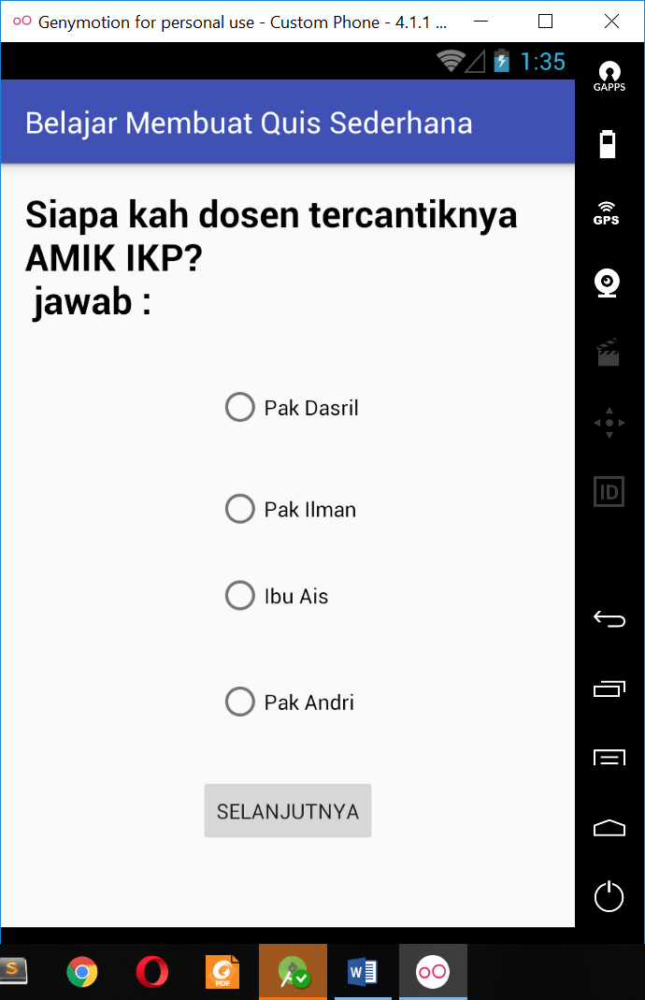 Genymotion for personal use - Custom Phone - 4.1.1 ...
1:35
GAPPS
Belajar Membuat Quis Sederhana
GPS
Siapa kah dosen tercantiknya
AMIK IKP?
jawab :
Pak Dasril
ID
Pak Ilman
Ibu Ais
Pak Andri
SELANJUTNYA
S
PDF
W